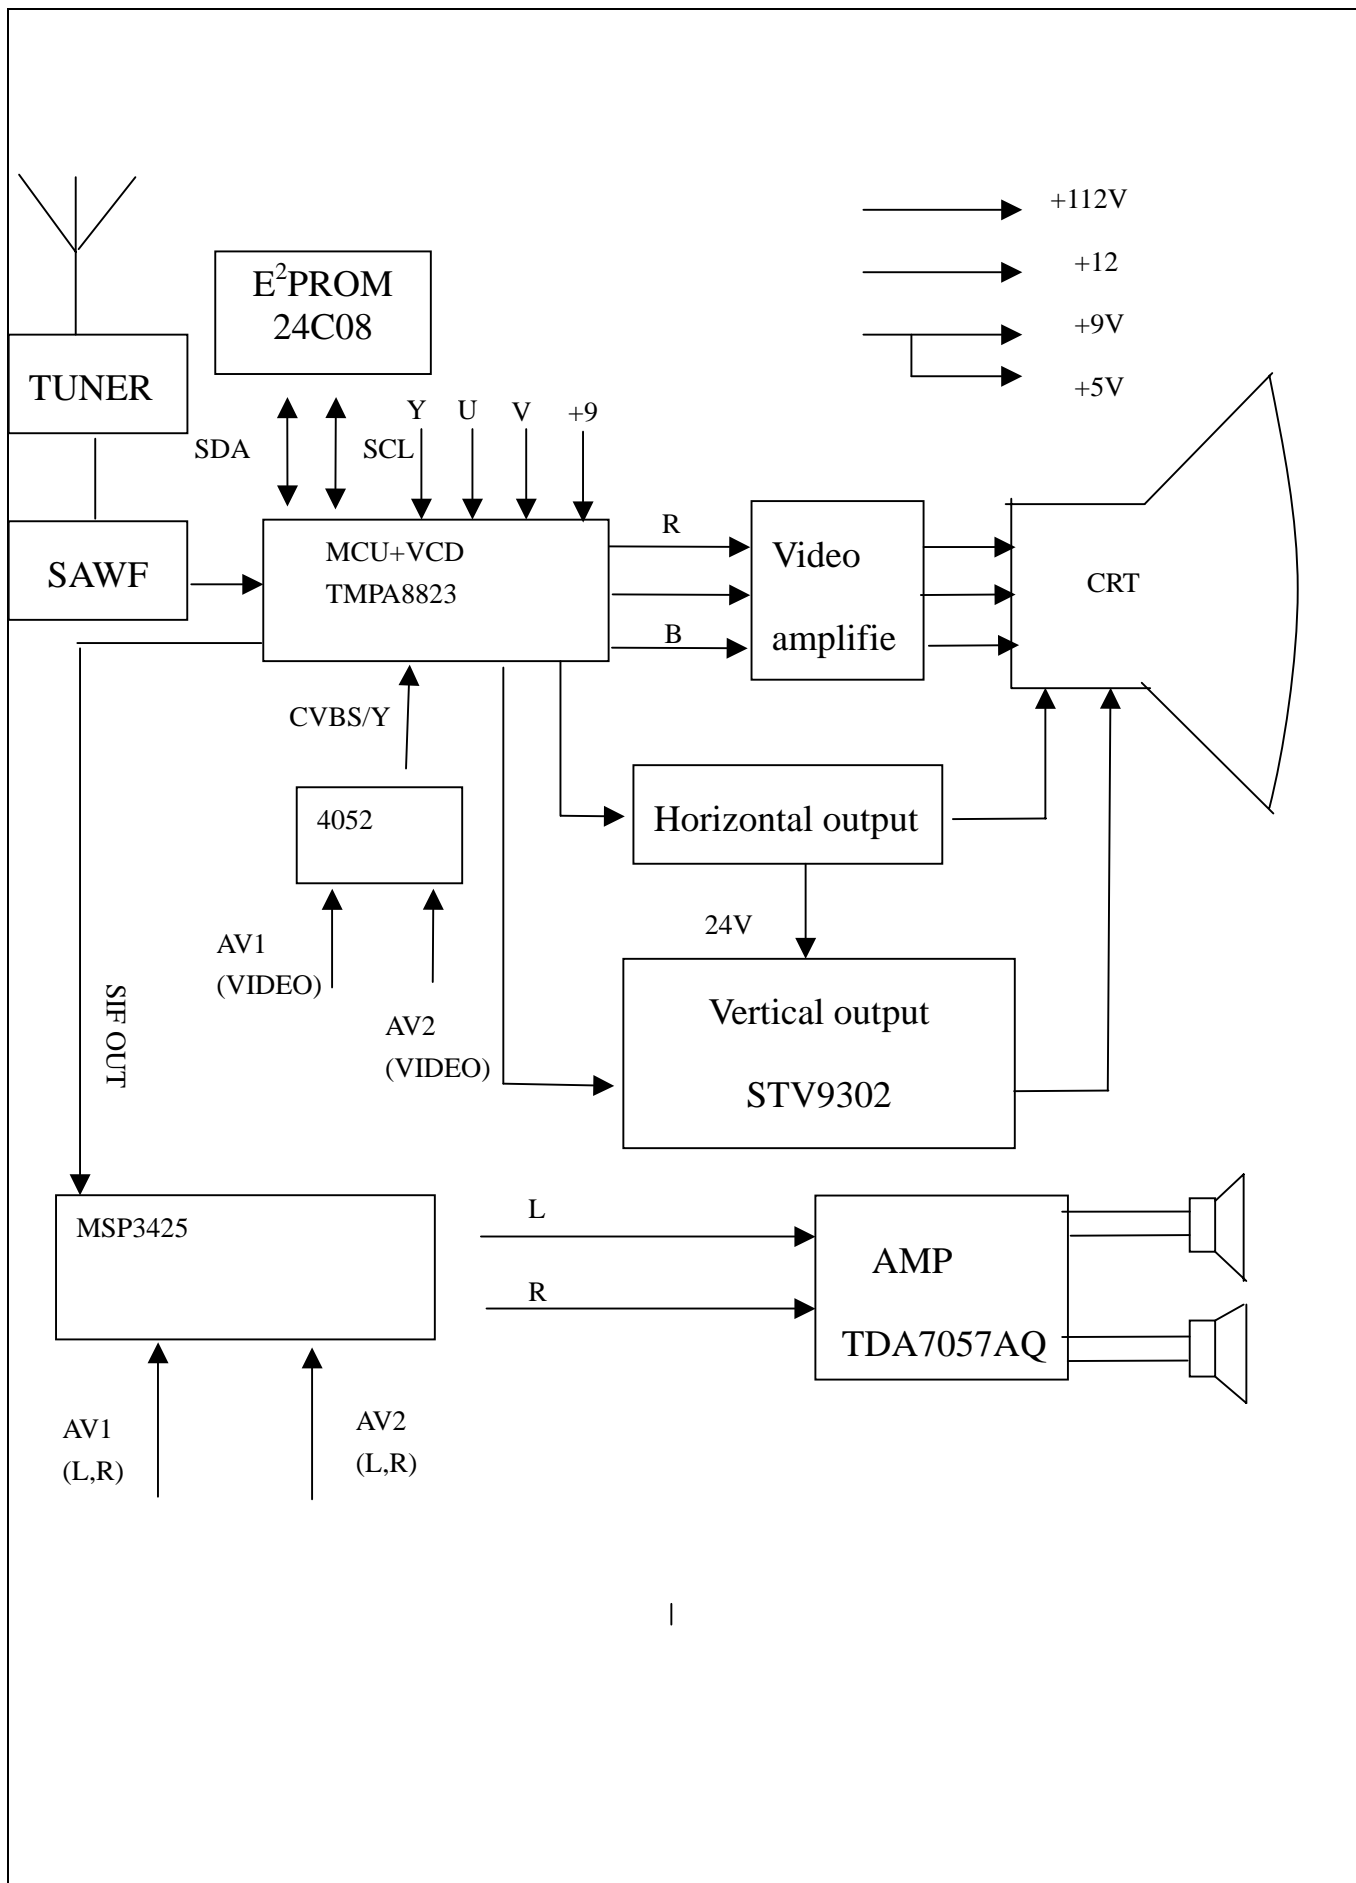 +112V
+12
+9V
+5V
E²PROM
24C08
TUNER
SDA
SCL
Y
U
V
+9
SAWF
MCU+VCD
TMPA8823
R
B
Video
amplifie
CRT
CVBS/Y
4052
Horizontal output
24V
AV1
(VIDEO)
AV2
(VIDEO)
SIF OUT
Vertical output
STV9302
MSP3425
L
R
AMP
TDA7057AQ
AV1
(L,R)
AV2
(L,R)